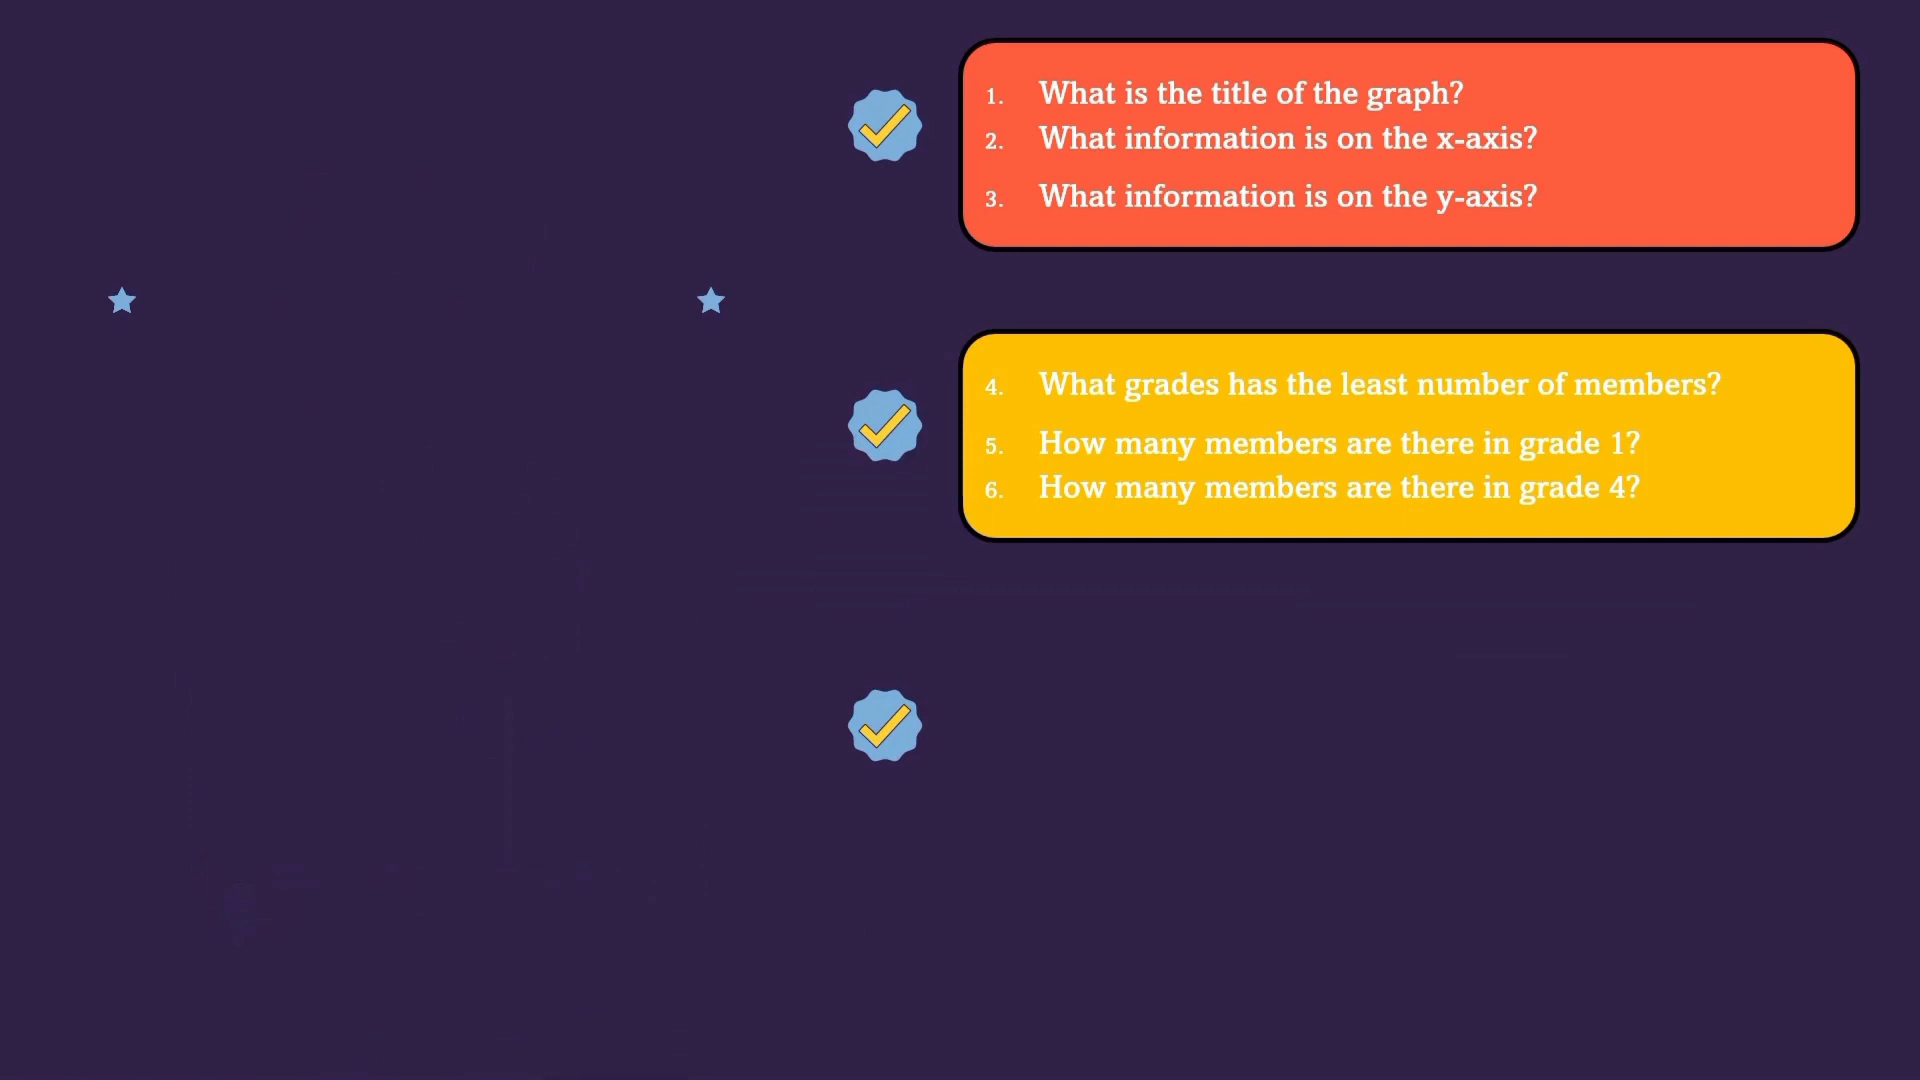 1. What is the title of the graph?
2. What information is on the x-axis?
3. What information is on the y-axis?
4. What grades has the least number of members?
5. How many members are there in grade 1?
6. How many members are there in grade 4?